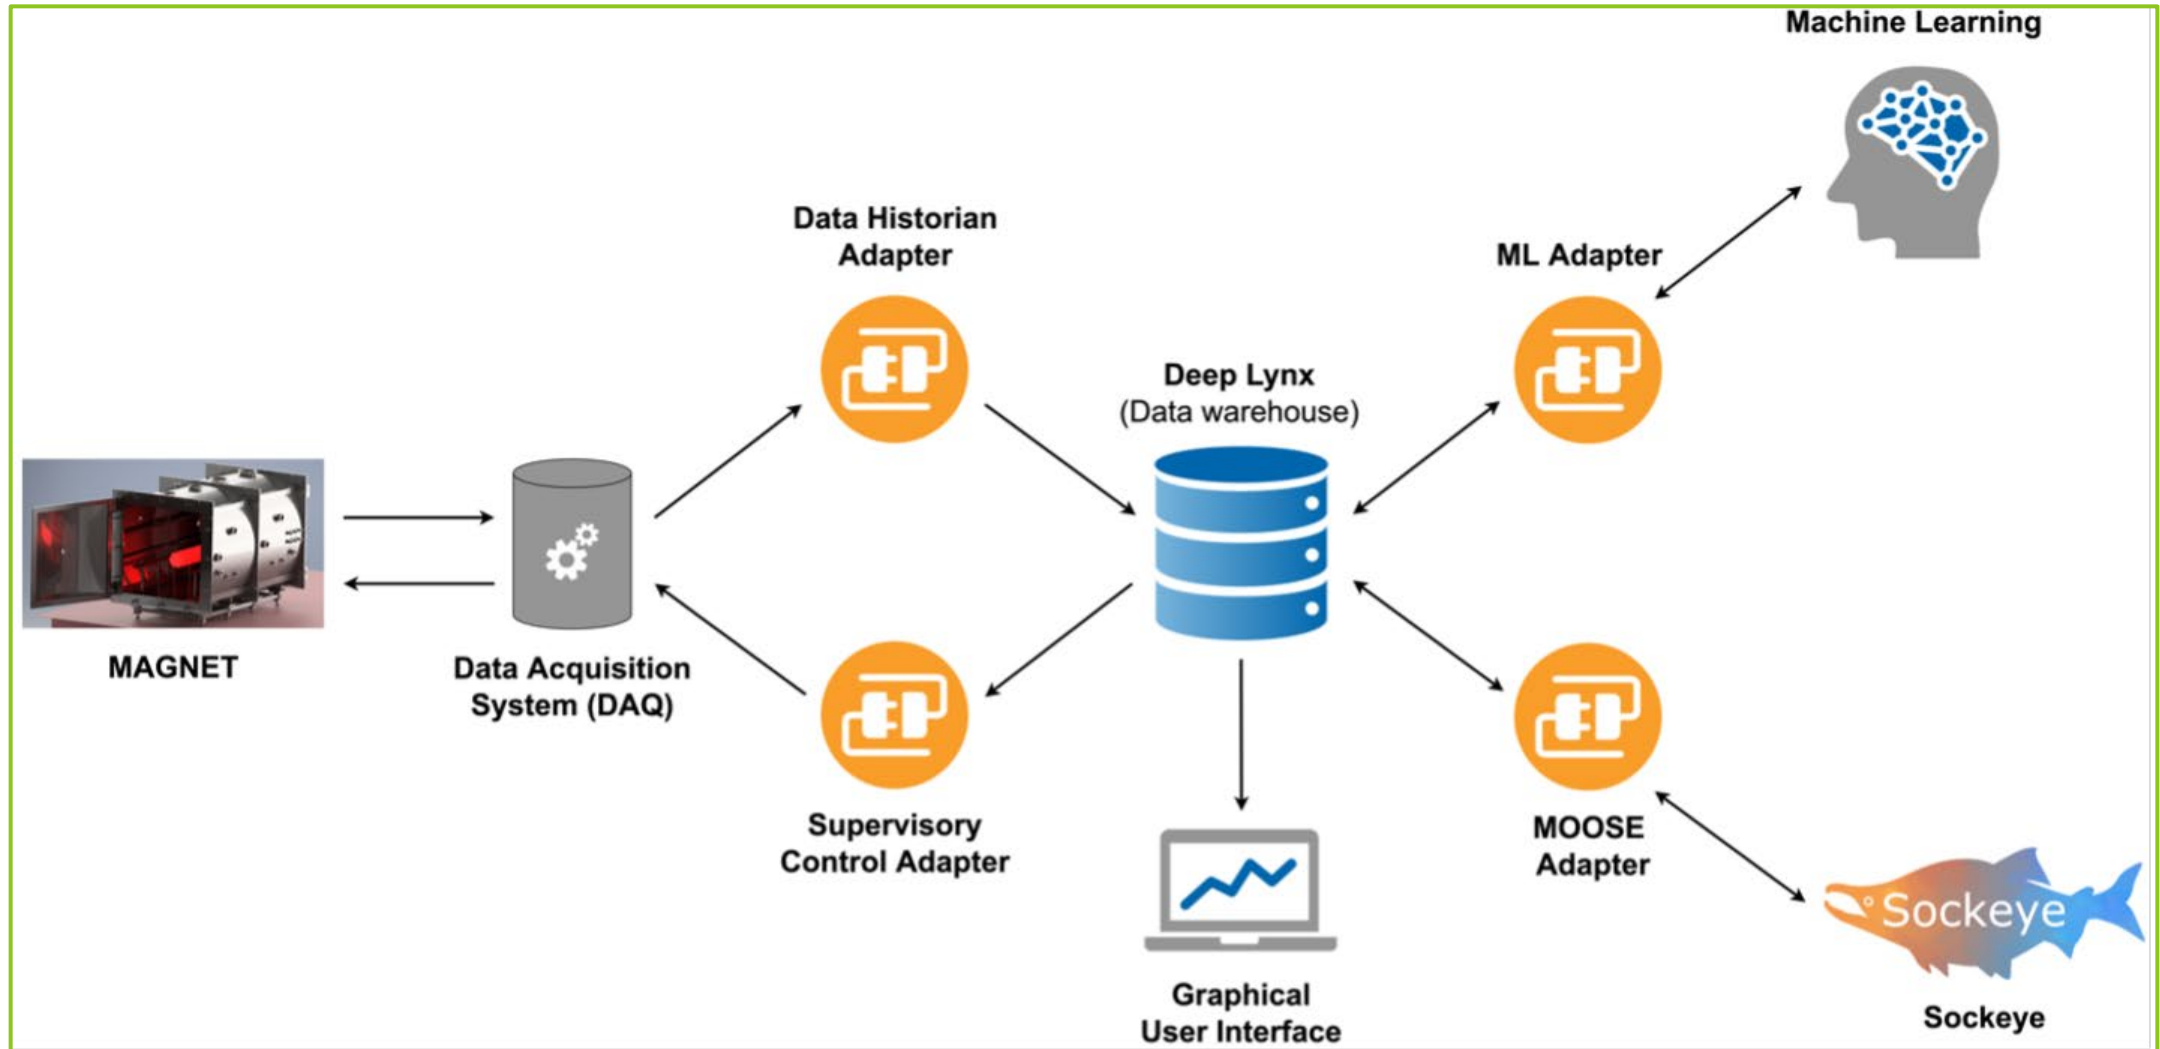 Machine Learning
Data Historian
Adapter
ML Adapter
Deep Lynx
(Data warehouse)
MAGNET
Data Acquisition
System (DAQ)
Supervisory
Control Adapter
MOOSE
Adapter
Sockeye
Graphical
User Interface
Sockeye